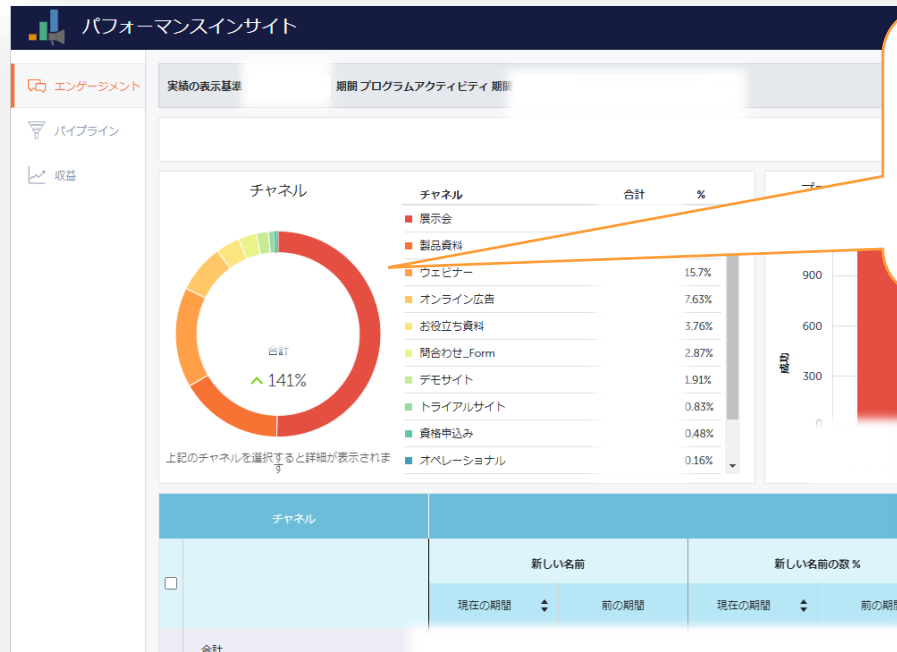 パフォーマンスインサイト
エンゲージメント
パイプライン
収益
実績の表示基準 期間 プログラムアクティビティ 期間
チャネル
合計
141%
上記のチャネルを選択すると詳細が表示されま
す
チャネル 合計 %
展示会
製品資料
ウェビナー 15.7%
オンライン広告 7.63%
お役立ち資料 3.76%
問合わせ_Form 2.87%
デモサイト 1.91%
トライアルサイト 0.83%
資格申込み 0.48%
オペレーショナル 0.16%
900
600
300
0
成功
チャネル
新しい名前 新しい名前の数 %
現在の期間 前の期間 現在の期間 前の期間
合計